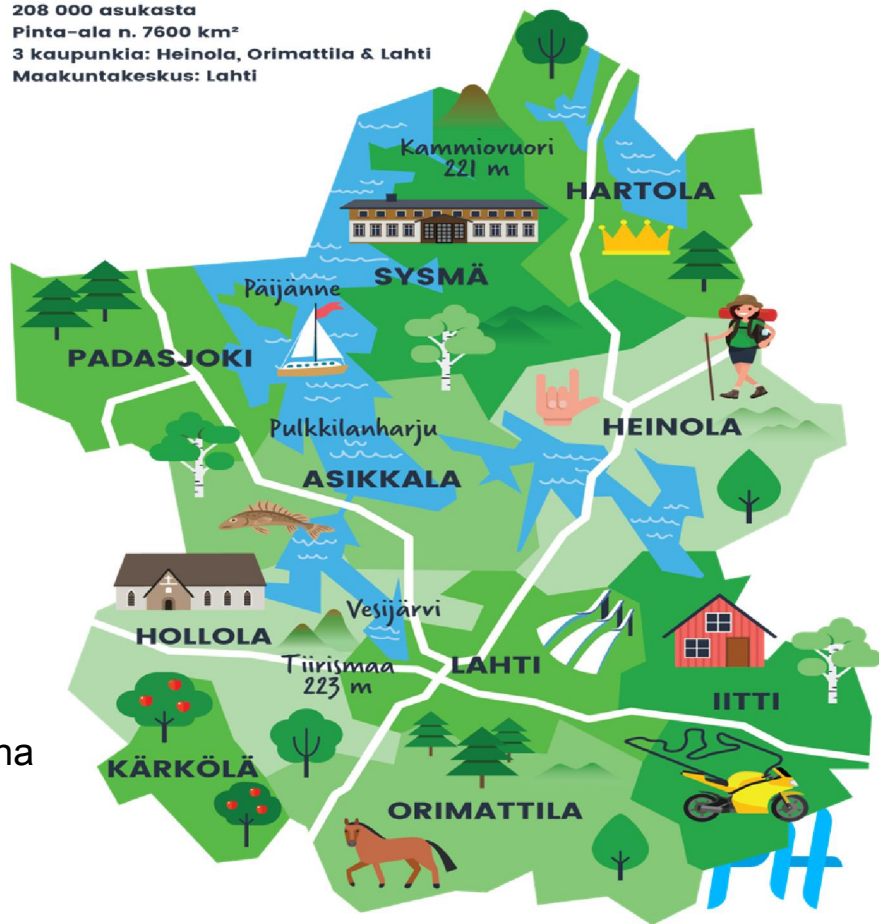 208 000 asukasta
Pinta-ala n. 7600 km²
3 kaupunkia: Heinola, Orimattila & Lahti
Maakuntakeskus: Lahti
Kammiovuori
221 m
HARTOLA
SYSMÄ
Päijänne
PADASJOKI
Pulkkilanharju
HEINOLA
ASIKKALA
Vesijärvi
HOLLOLA
Tiirismaa
223 m
LAHTI
IITTI
na
KÄRKÖLÄ
ORIMATTILA
PH